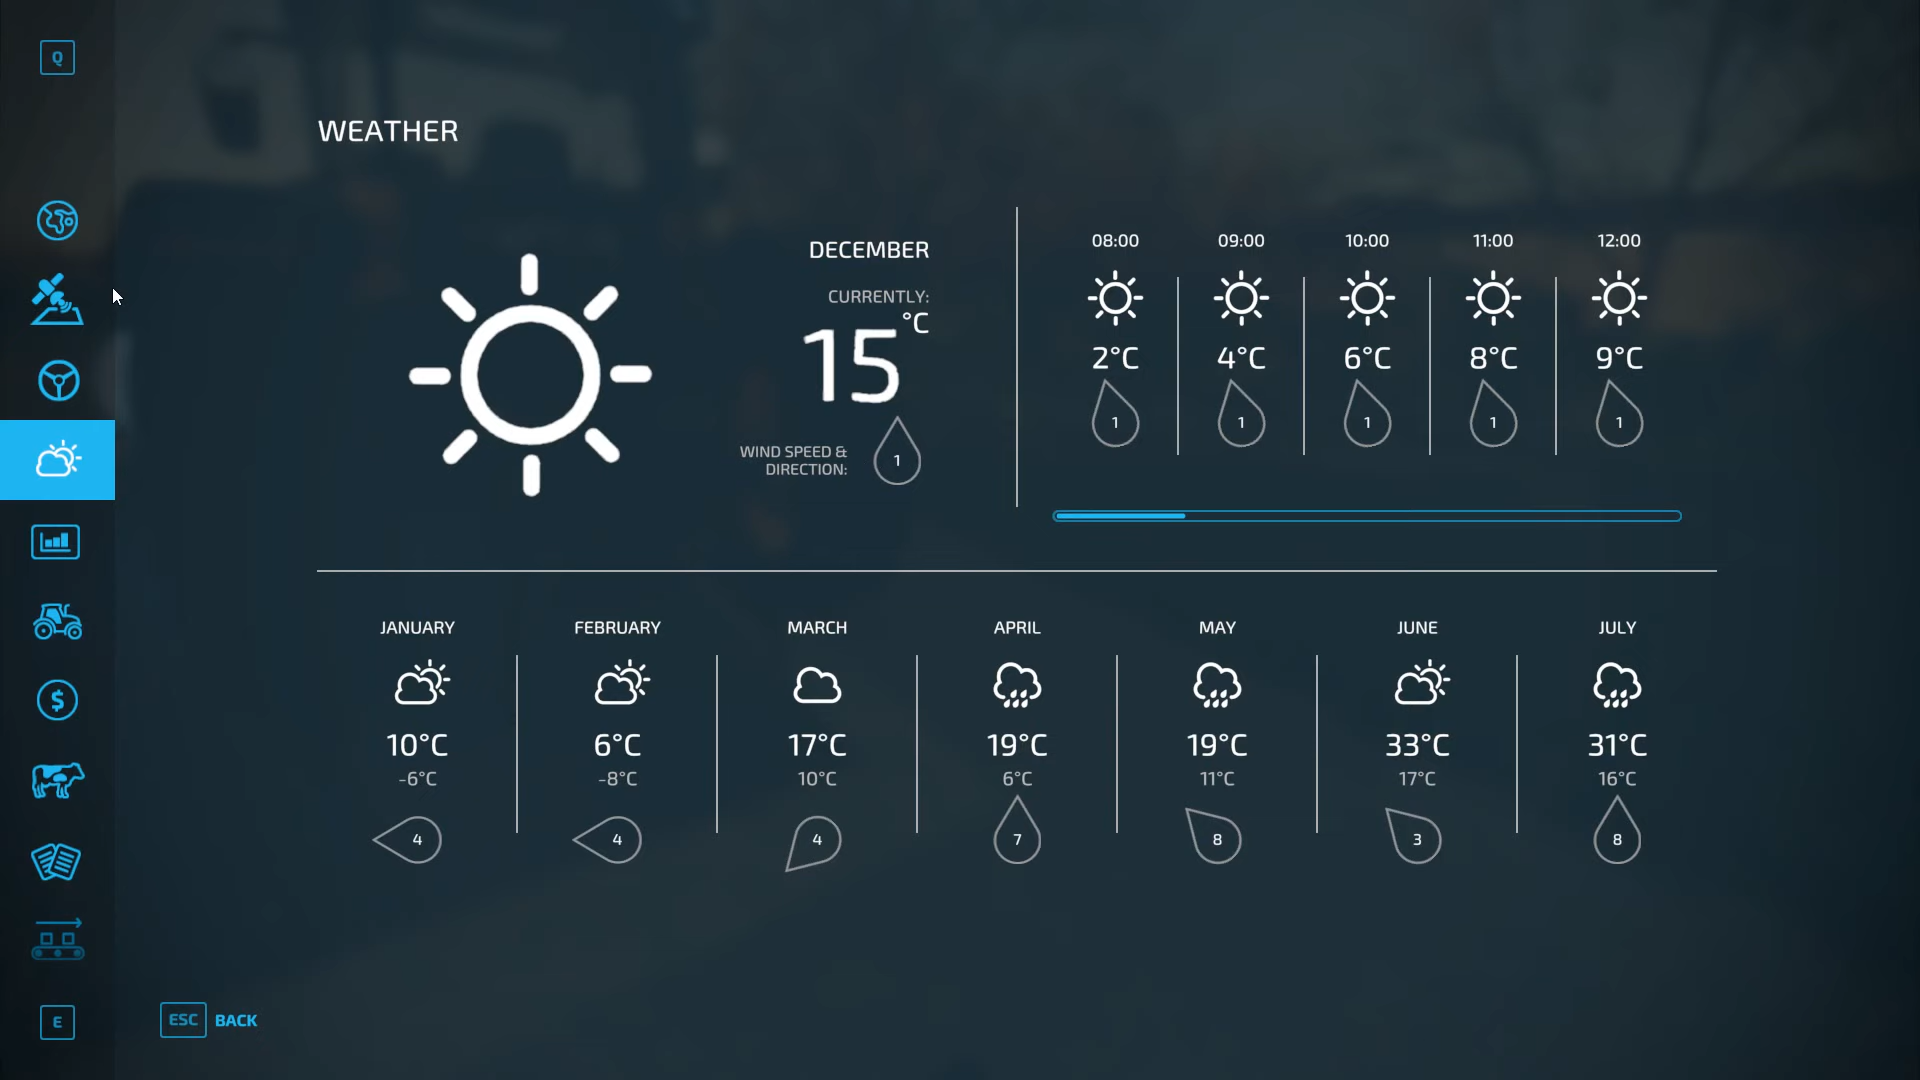 Q
WEATHER
DECEMBER
CURRENTLY:
15 °C
WIND SPEED &
DIRECTION:
1
08:00 09:00 10:00 11:00 12:00
2°C 4°C 6°C 8°C 9°C
1 1 1 1 1
JANUARY FEBRUARY MARCH APRIL MAY JUNE JULY
10°C 6°C 17°C 19°C 19°C 33°C 31°C
-6°C -8°C 10°C 6°C 11°C 17°C 16°C
4 4 4 7 8 3 8
$
E
ESC BACK